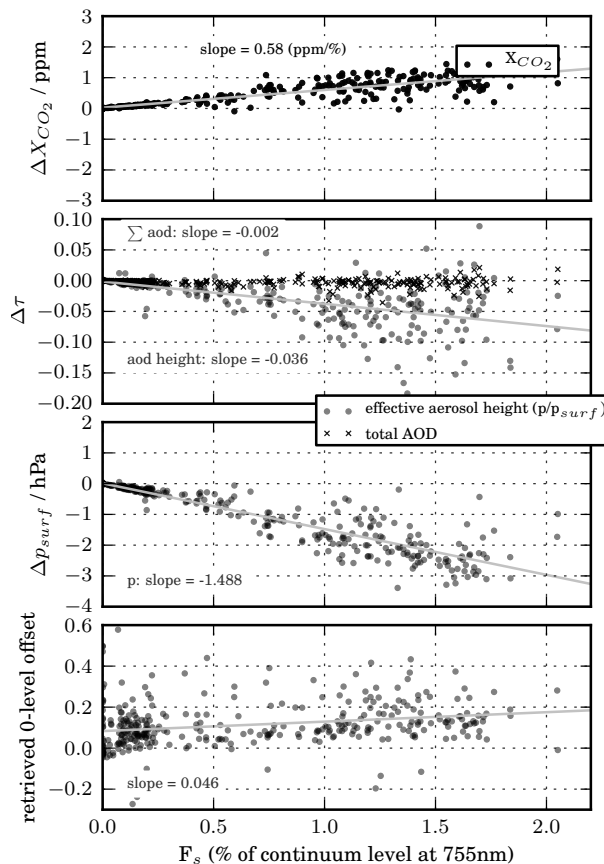 slope = 0.58 (ppm/%)
X_{CO_2}
ΔX_{CO_2} / ppm
3
2
1
0
−1
−2
−3
∑ aod: slope = -0.002
aod height: slope = -0.036
Δτ
0.10
0.05
0.00
−0.05
−0.10
−0.15
−0.20
effective aerosol height (p/p_{surf})
total AOD
p: slope = -1.488
Δp_{surf} / hPa
2
1
0
−1
−2
−3
−4
slope = 0.046
retrieved 0-level offset
0.6
0.4
0.2
0.0
−0.2
0.0 0.5 1.0 1.5 2.0
F_s (% of continuum level at 755nm)